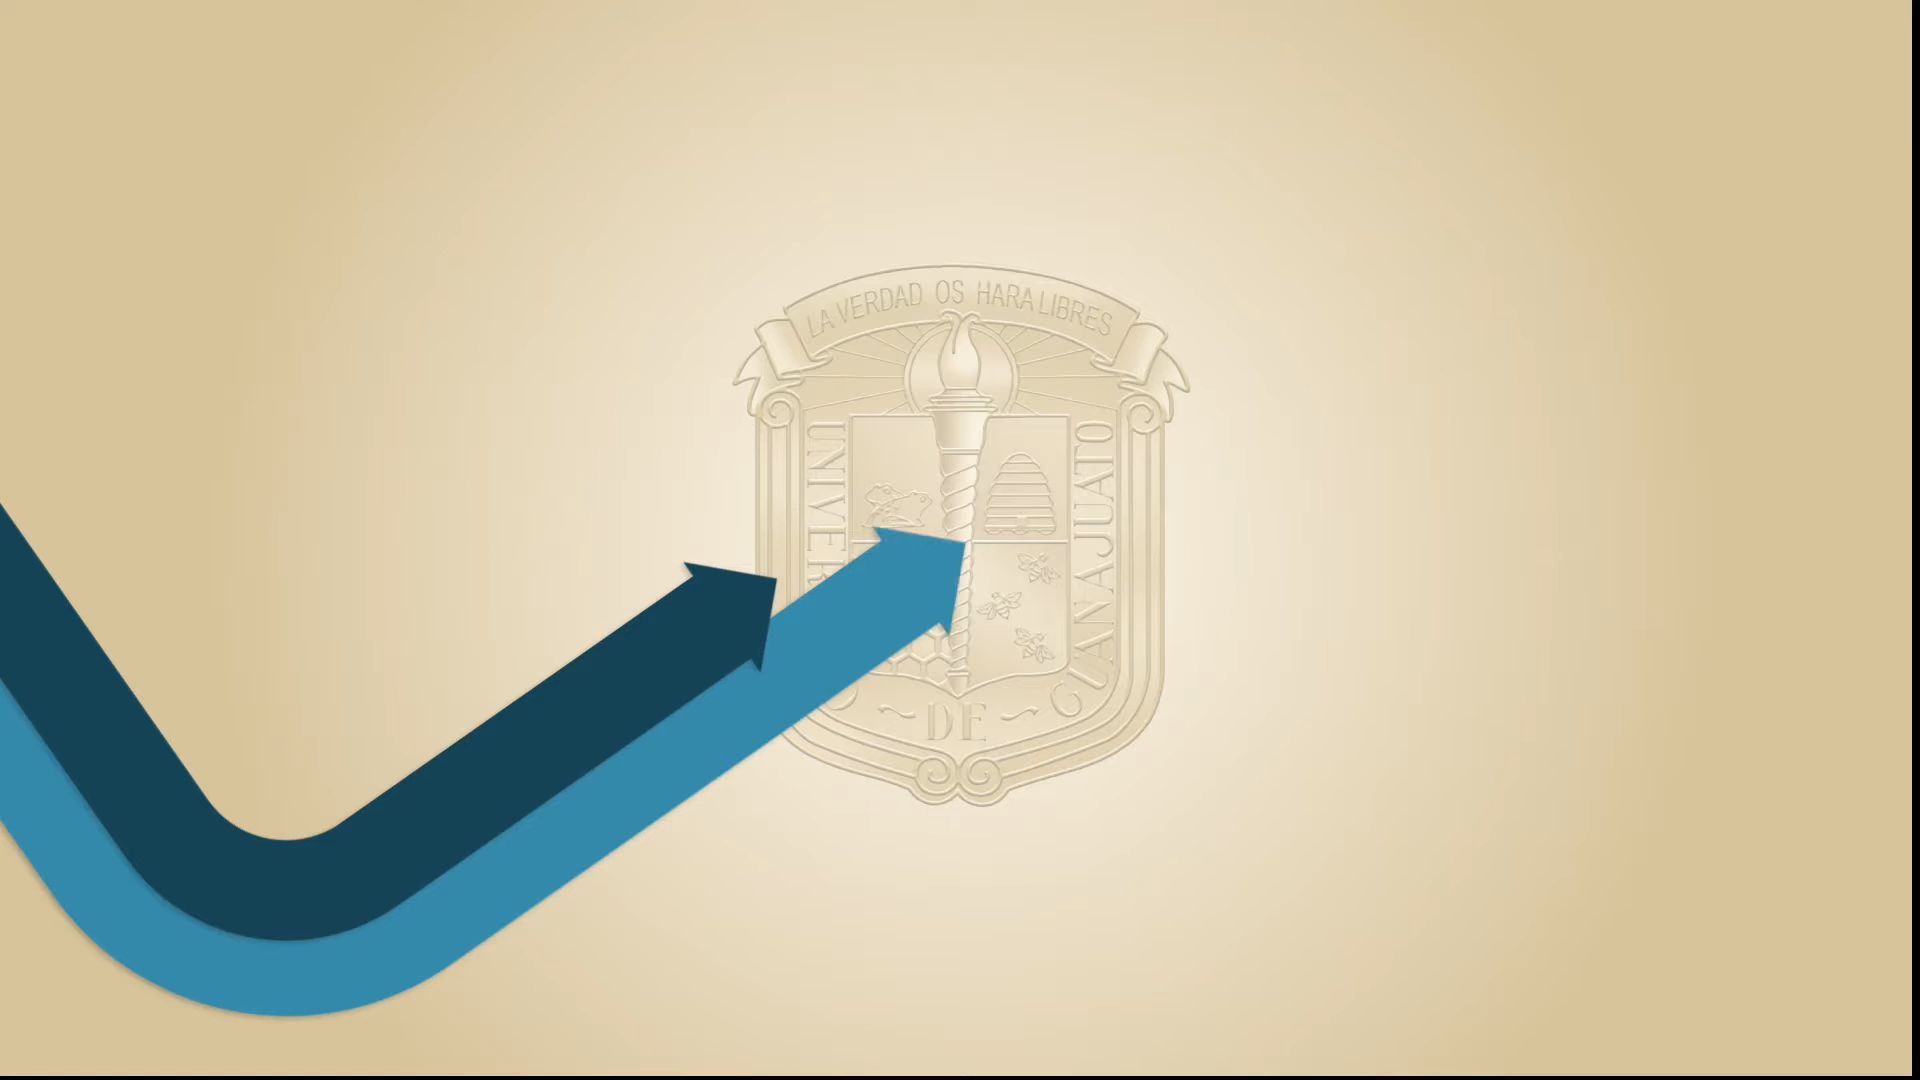 LA VERDAD OS HARA LIBRES
UNIVER
DE
GUANAJUATO